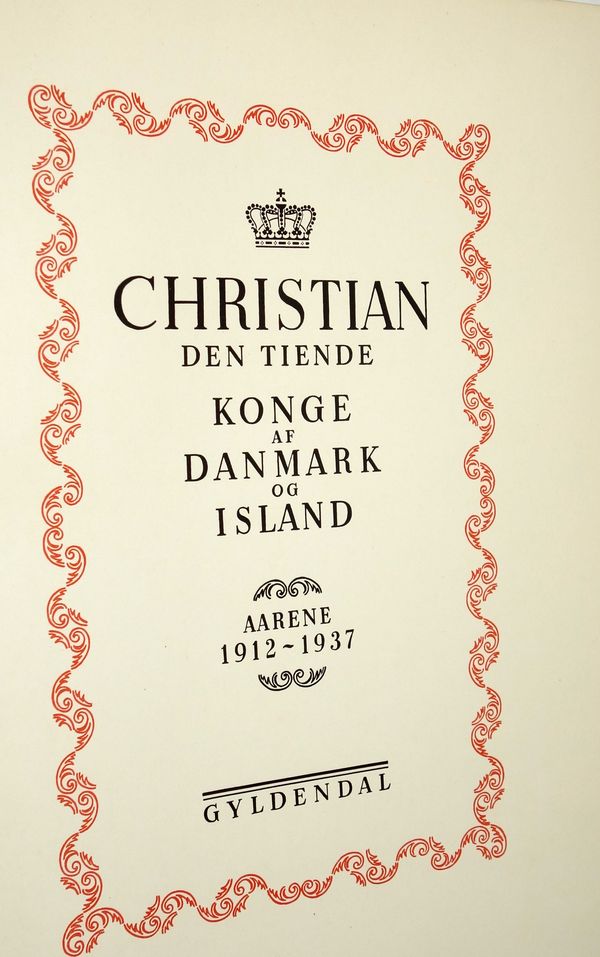 CHRISTIAN
DEN TIENDE
KONGE
AF
DANMARK
OG
ISLAND
AARENE
1912~1937
GYLDENDAL